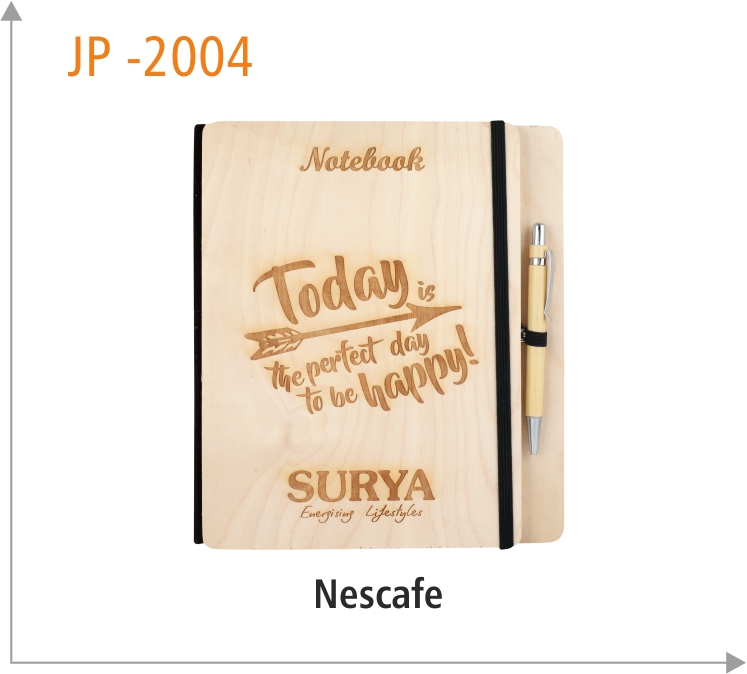 JP -2004
Notebook
Today is
the perfect day
to be happy!
SURYA
Energising Lifestyles
Nescafe